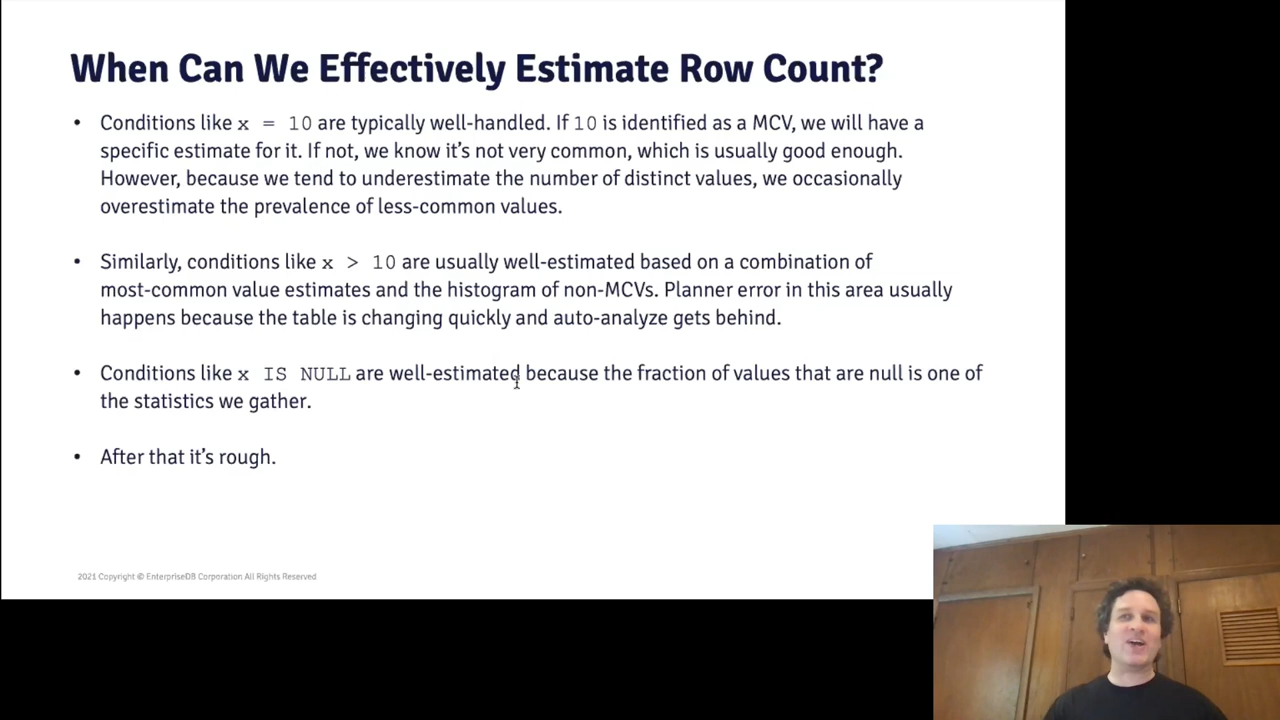 When Can We Effectively Estimate Row Count?
• Conditions like x = 10 are typically well-handled. If 10 is identified as a MCV, we will have a
specific estimate for it. If not, we know it's not very common, which is usually good enough.
However, because we tend to underestimate the number of distinct values, we occasionally
overestimate the prevalence of less-common values.
• Similarly, conditions like x > 10 are usually well-estimated based on a combination of
most-common value estimates and the histogram of non-MCVs. Planner error in this area usually
happens because the table is changing quickly and auto-analyze gets behind.
• Conditions like x IS NULL are well-estimated because the fraction of values that are null is one of
the statistics we gather.
• After that it's rough.
2021 Copyright © EnterpriseDB Corporation All Rights Reserved